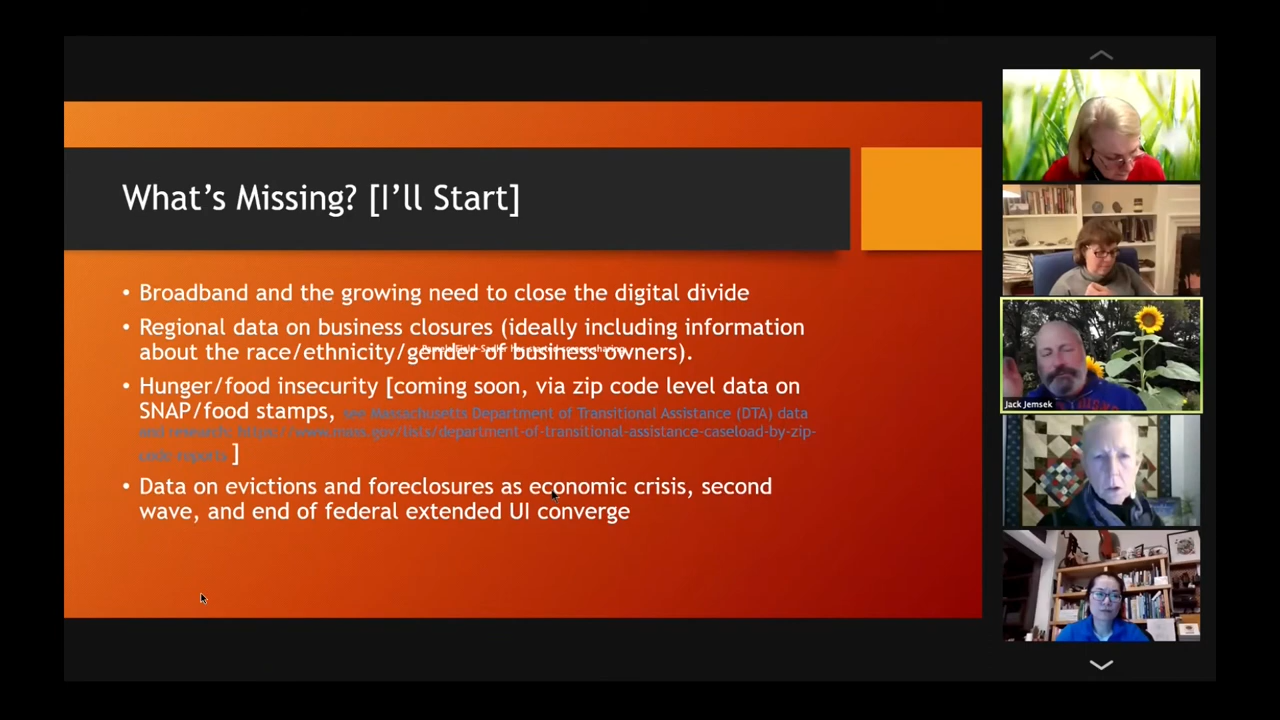 What's Missing? [I'll Start]
• Broadband and the growing need to close the digital divide
• Regional data on business closures (ideally including information
about the race/ethnicity/gender of business owners).
• Hunger/food insecurity [coming soon, via zip code level data on
SNAP/food stamps, see Massachusetts Department of Transitional Assistance (DTA) data
and research: https://www.mass.gov/lists/department-of-transitional-assistance-caseload-by-zip-
code-reports ]
• Data on evictions and foreclosures as economic crisis, second
wave, and end of federal extended UI converge
Jack Jemsek